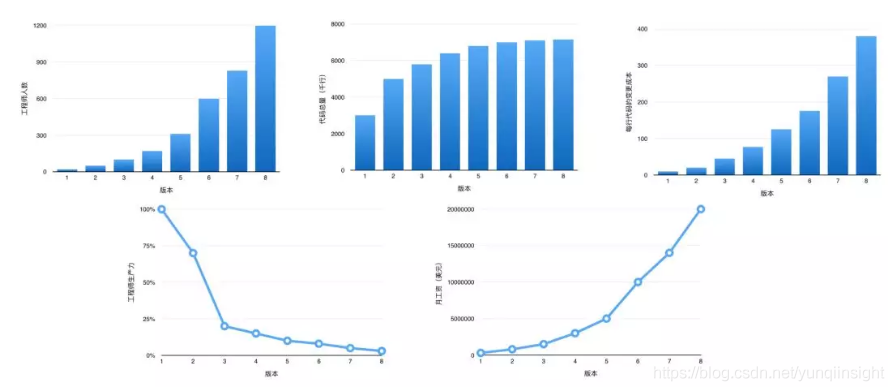 1200
900
600
300
0
工程师人数
1 2 3 4 5 6 7 8
版本
8000
6000
4000
2000
0
代码总量（千行）
1 2 3 4 5 6 7 8
版本
400
300
200
100
0
每行代码的变更成本
1 2 3 4 5 6 7 8
版本
100%
75%
50%
25%
0%
工程师生产力
1 2 3 4 5 6 7 8
版本
20000000
15000000
10000000
5000000
0
月工资（美元）
1 2 3 4 5 6 7 8
版本
https://blog.csdn.net/yunqiinsight